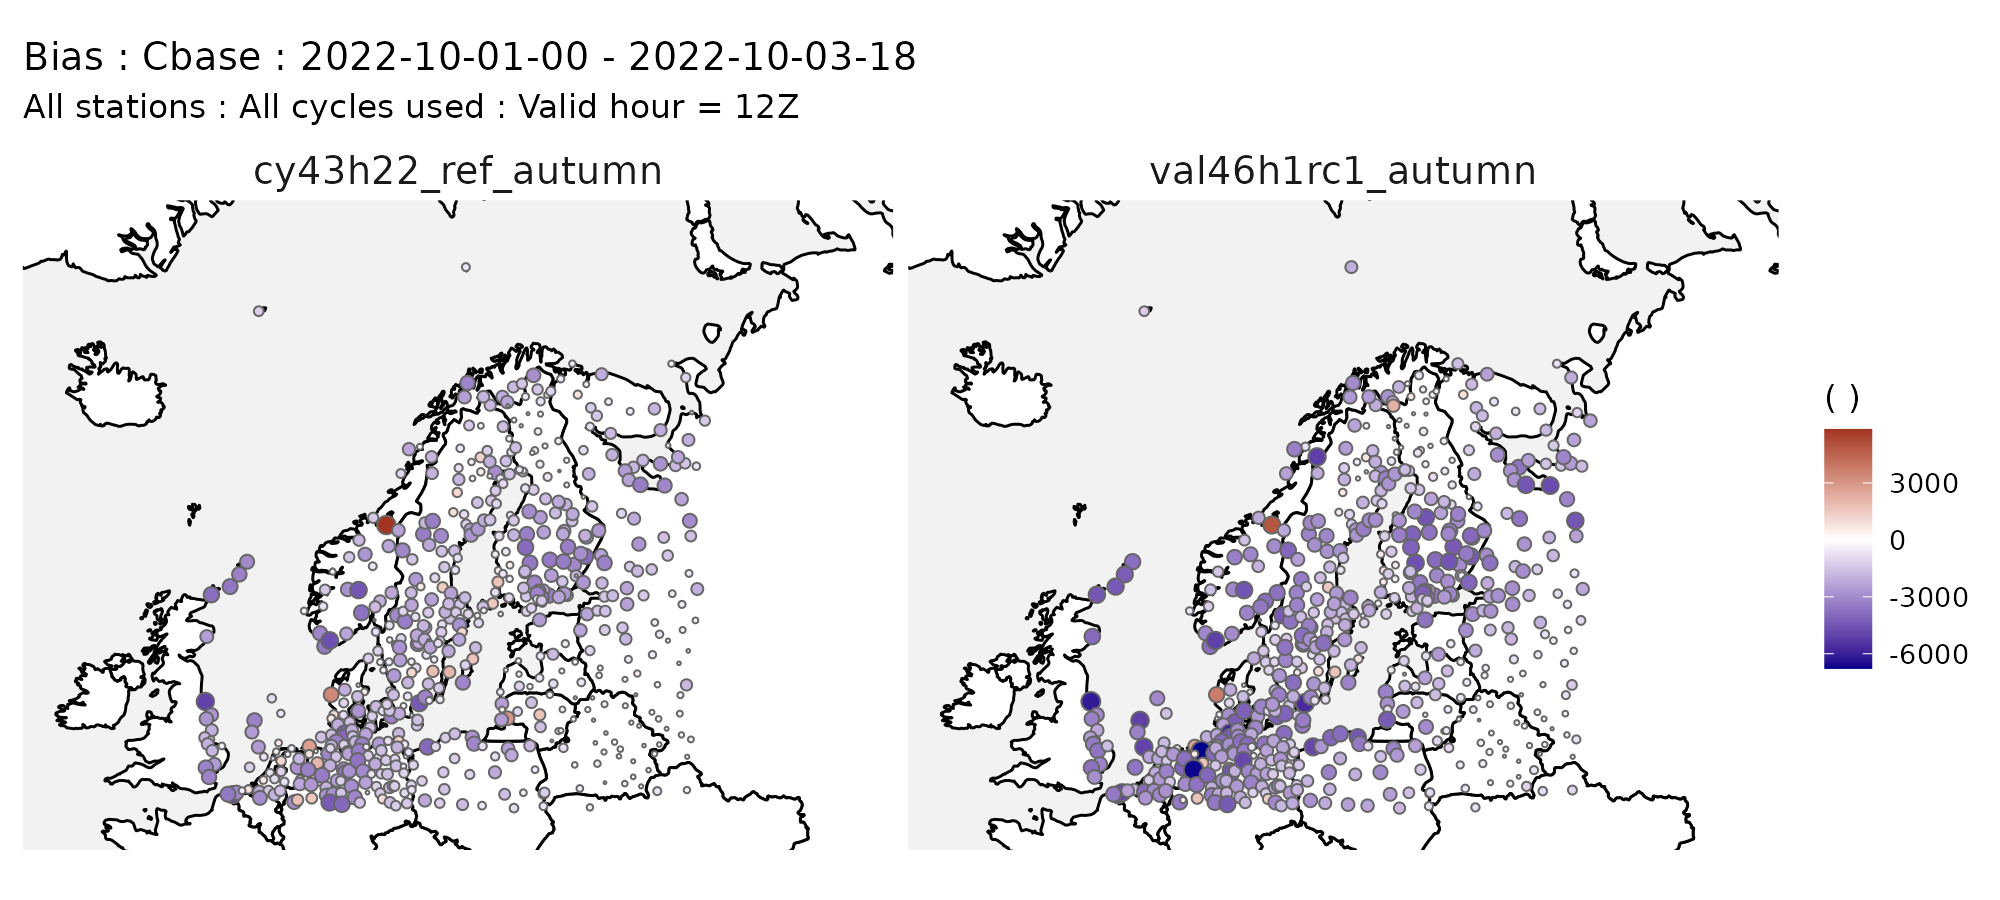 Bias : Cbase : 2022-10-01-00 - 2022-10-03-18
All stations : All cycles used : Valid hour = 12Z
cy43h22_ref_autumn
val46h1rc1_autumn
( )
3000
0
-3000
-6000